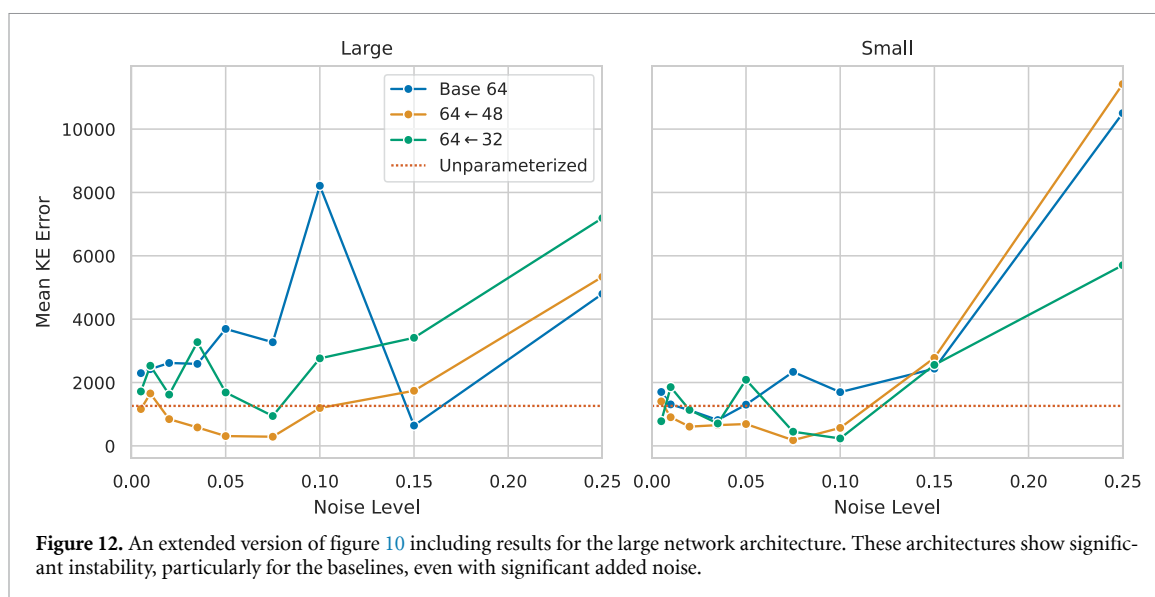 Large
Small
Base 64
64 ← 48
64 ← 32
Unparameterized
Mean KE Error
10000
8000
6000
4000
2000
0
0.00 0.05 0.10 0.15 0.20 0.25
0.00 0.05 0.10 0.15 0.20 0.25
Noise Level
Noise Level
Figure 12. An extended version of figure 10 including results for the large network architecture. These architectures show signific-
ant instability, particularly for the baselines, even with significant added noise.